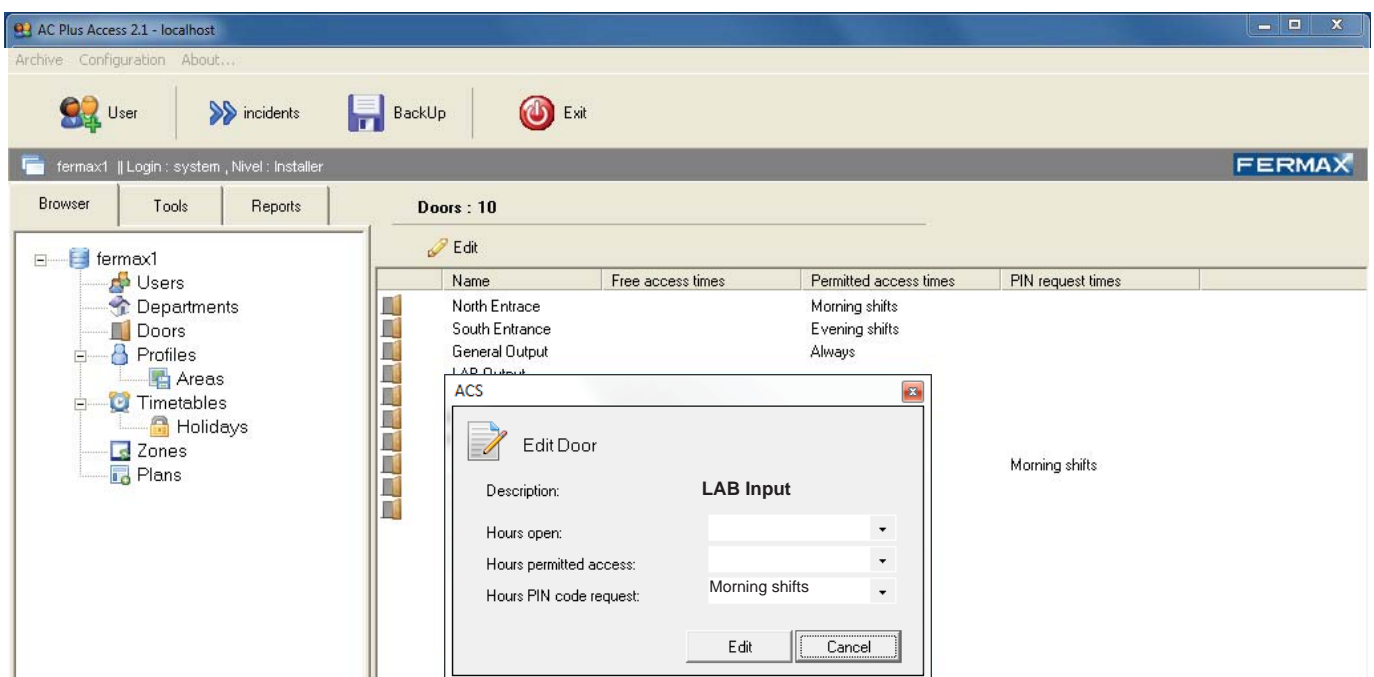 AC Plus Access 2.1 - localhost
Archive Configuration About...
User incidents BackUp Exit
fermax1 || Login : system , Nivel : Installer FERMAX
Browser Tools Reports
Doors : 10
Edit
fermax1
Users
Departments
Doors
Profiles
Areas
Timetables
Holidays
Zones
Plans
Name Free access times Permitted access times PIN request times
North Entrace Morning shifts
South Entrance Evening shifts
General Output Always
LAB Output
Morning shifts
ACS
Edit Door
Description: LAB Input
Hours open:
Hours permitted access:
Hours PIN code request: Morning shifts
Edit Cancel